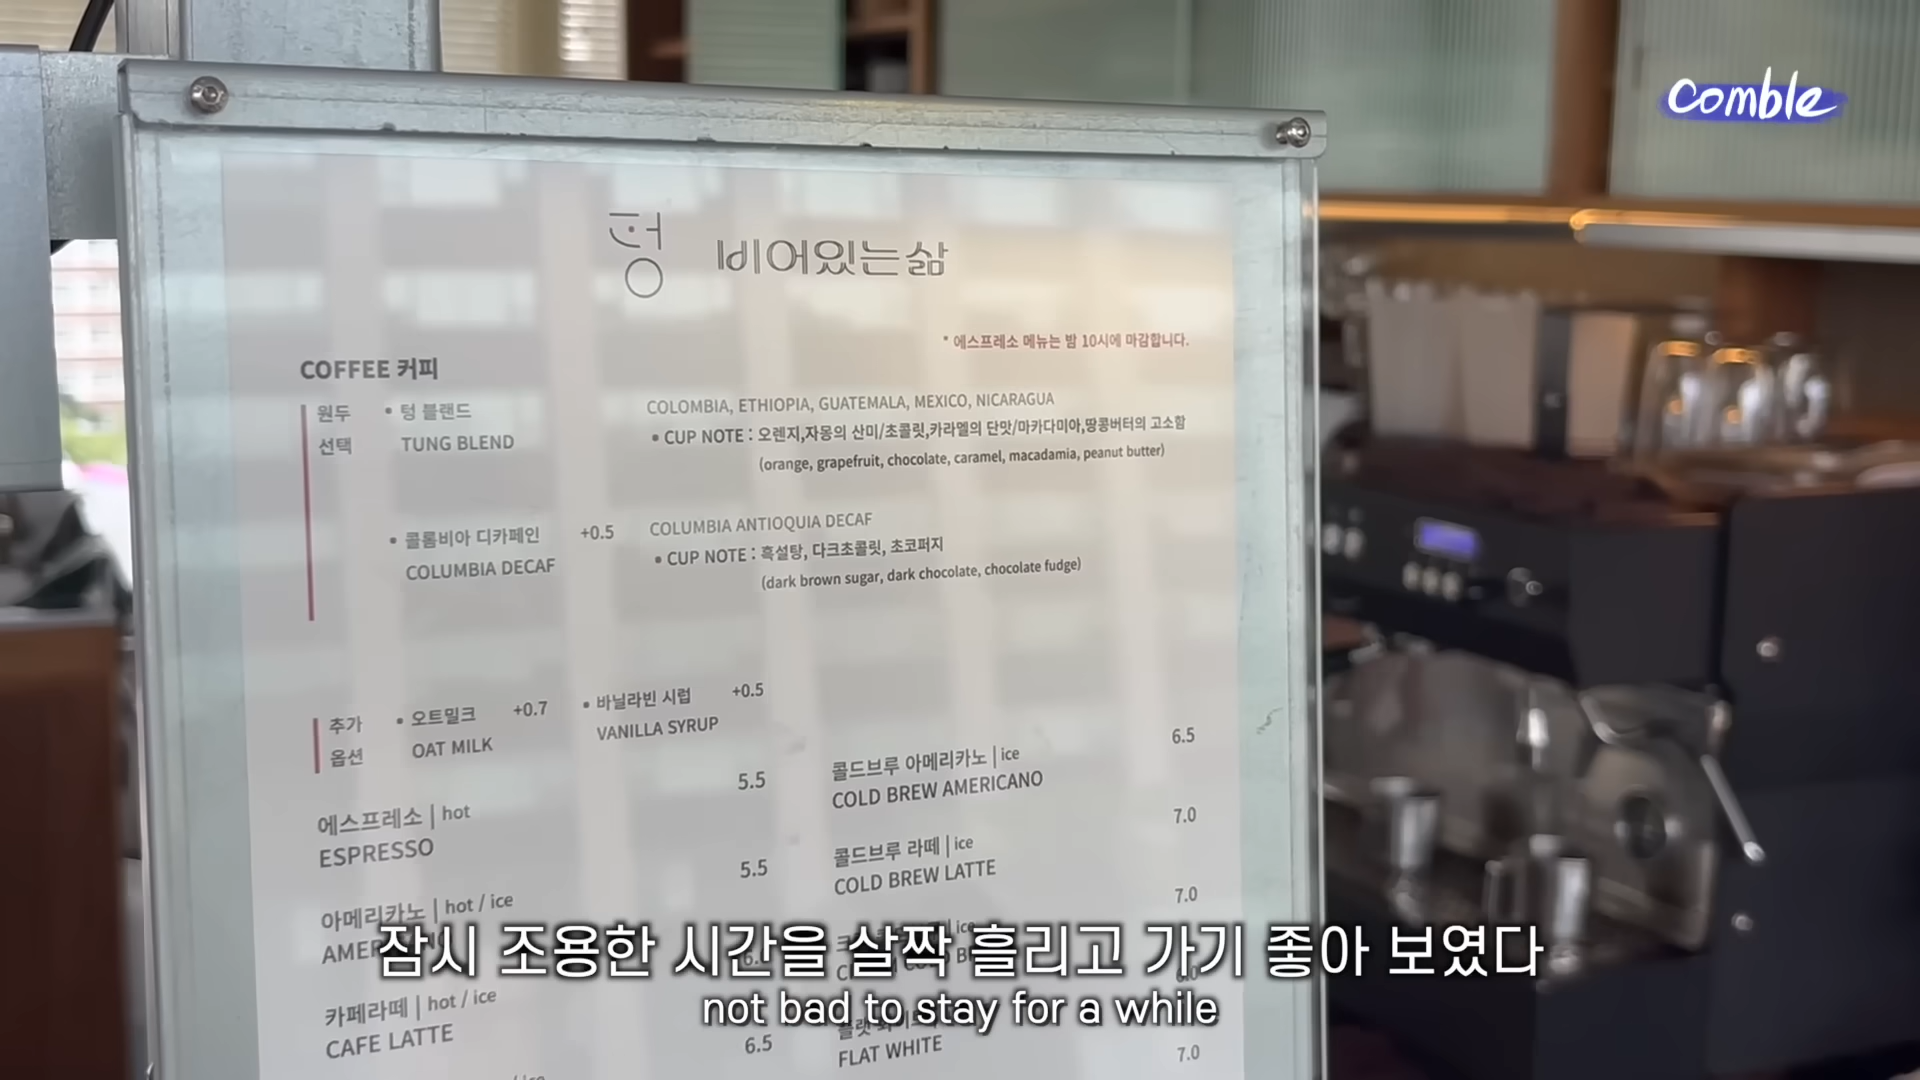 comble
텅 비어있는삶
* 에스프레소 메뉴는 밤 10시에 마감합니다.
COFFEE 커피
원두 선택
• 텅 블랜드
TUNG BLEND
COLOMBIA, ETHIOPIA, GUATEMALA, MEXICO, NICARAGUA
• CUP NOTE : 오렌지,자몽의 산미/초콜릿,카라멜의 단맛/마카다미아,땅콩버터의 고소함
(orange, grapefruit, chocolate, caramel, macadamia, peanut butter)
• 콜롬비아 디카페인 +0.5
COLUMBIA DECAF
COLUMBIA ANTIOQUIA DECAF
• CUP NOTE : 흑설탕, 다크초콜릿, 초코퍼지
(dark brown sugar, dark chocolate, chocolate fudge)
추가 옵션
• 오트밀크 +0.7
OAT MILK
• 바닐라빈 시럽 +0.5
VANILLA SYRUP
5.5
에스프레소 | hot
ESPRESSO
5.5
아메리카노 | hot / ice
6.0
카페라떼 | hot / ice
CAFE LATTE
6.5
6.5
콜드브루 아메리카노 | ice
COLD BREW AMERICANO
7.0
콜드브루 라떼 | ice
COLD BREW LATTE
7.0
ice
6.0
FLAT WHITE
7.0
잠시 조용한 시간을 살짝 흘리고 가기 좋아 보였다
not bad to stay for a while